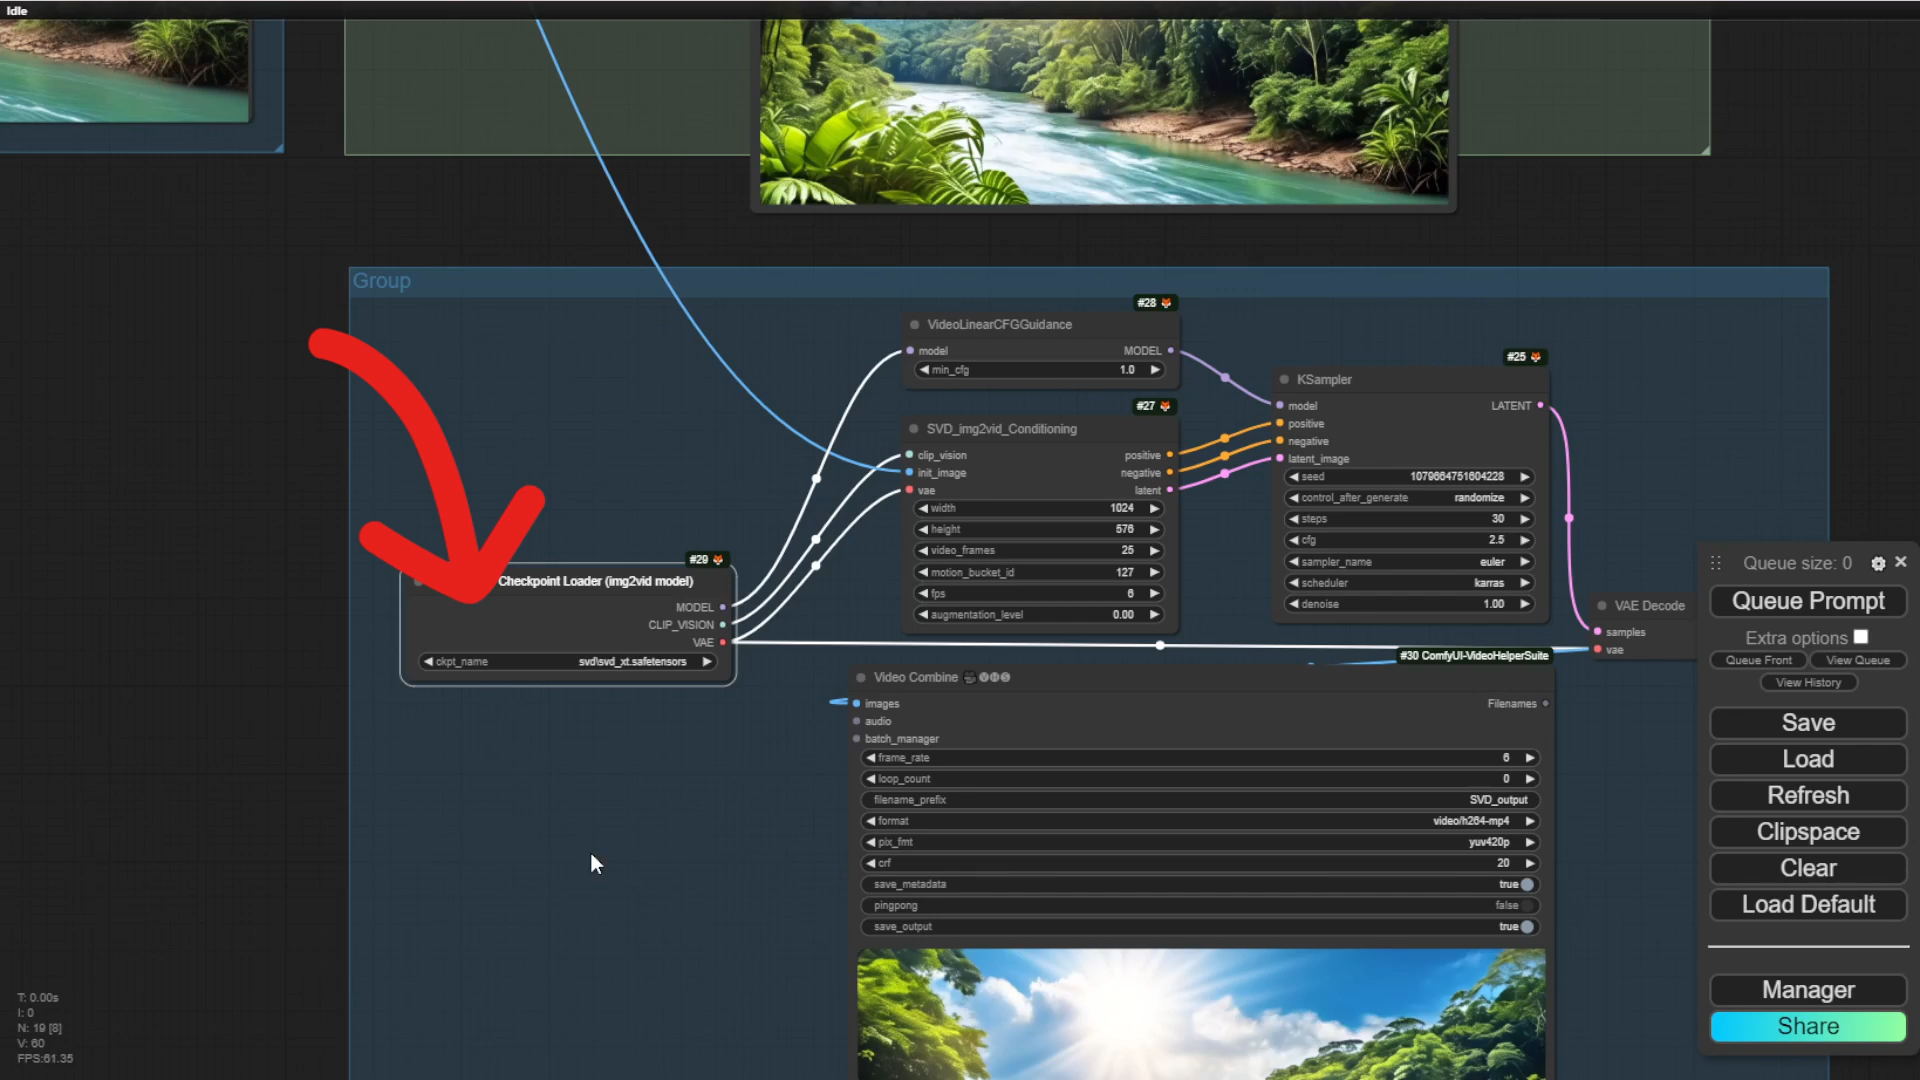 Idle
Group
#28
VideoLinearCFGGuidance
model MODEL
min_cfg 1.0
#27
SVD_img2vid_Conditioning
clip_vision positive
init_image negative
vae latent
width 1024
height 576
video_frames 25
motion_bucket_id 127
fps 6
augmentation_level 0.00
#25
KSampler
model LATENT
positive
negative
latent_image
seed 1079664751604228
control_after_generate randomize
steps 30
cfg 2.5
sampler_name euler
scheduler karras
denoise 1.00
#29
Checkpoint Loader (img2vid model)
MODEL
CLIP_VISION
VAE
ckpt_name svd\svd_xt.safetensors
VAE Decode
samples
vae
#30 ComfyUI-VideoHelperSuite
Video Combine VHS
images Filenames
audio
batch_manager
frame_rate 6
loop_count 0
filename_prefix SVD_output
format video/h264-mp4
pix_fmt yuv420p
crf 20
save_metadata true
pingpong false
save_output true
Queue size: 0
Queue Prompt
Extra options
Queue Front View Queue
View History
Save
Load
Refresh
Clipspace
Clear
Load Default
Manager
Share
T: 0.00s
I: 0
N: 19 [8]
V: 60
FPS:61.35